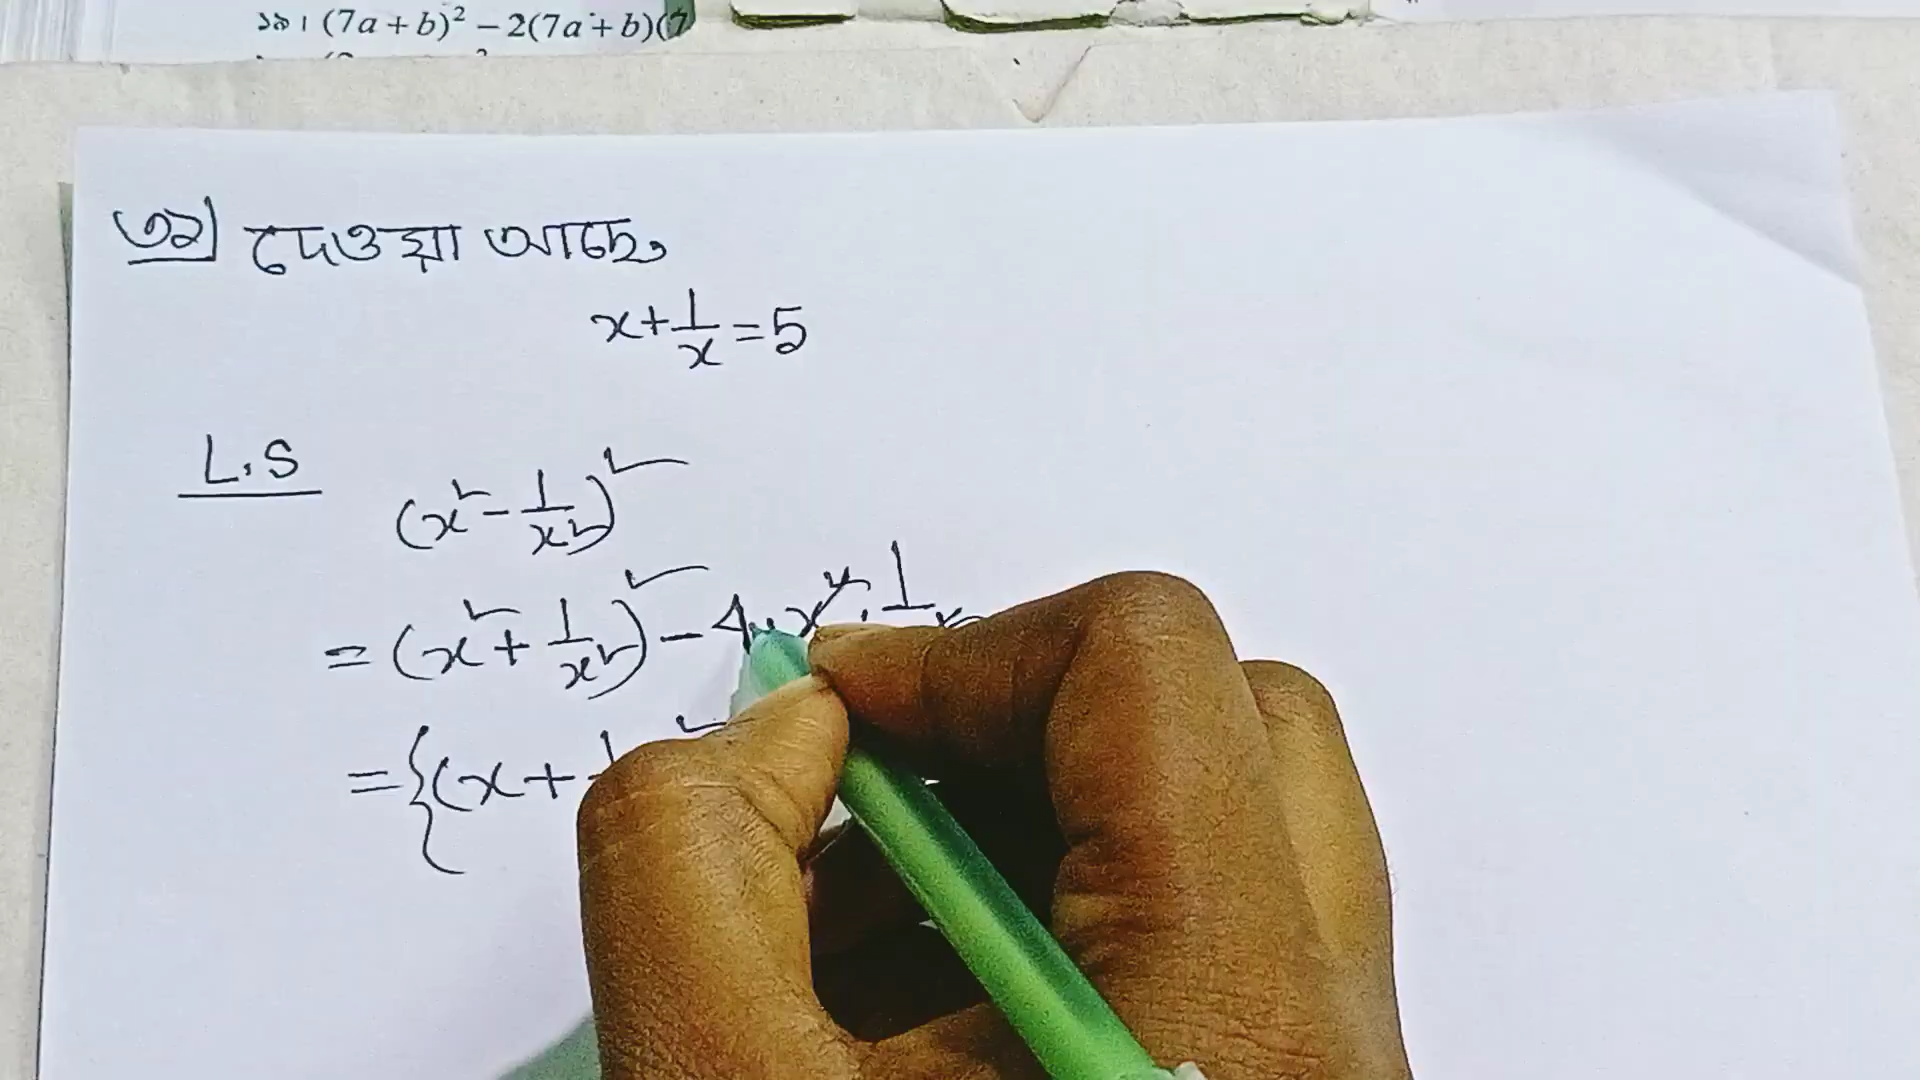 ১৯। (7a + b)² − 2(7a + b)(7
৩২| দেওয়া আছে,
x + 1/x = 5
L.S
(x² − 1/x²)²
= (x² + 1/x²)² − 4.x².1
= {(x +